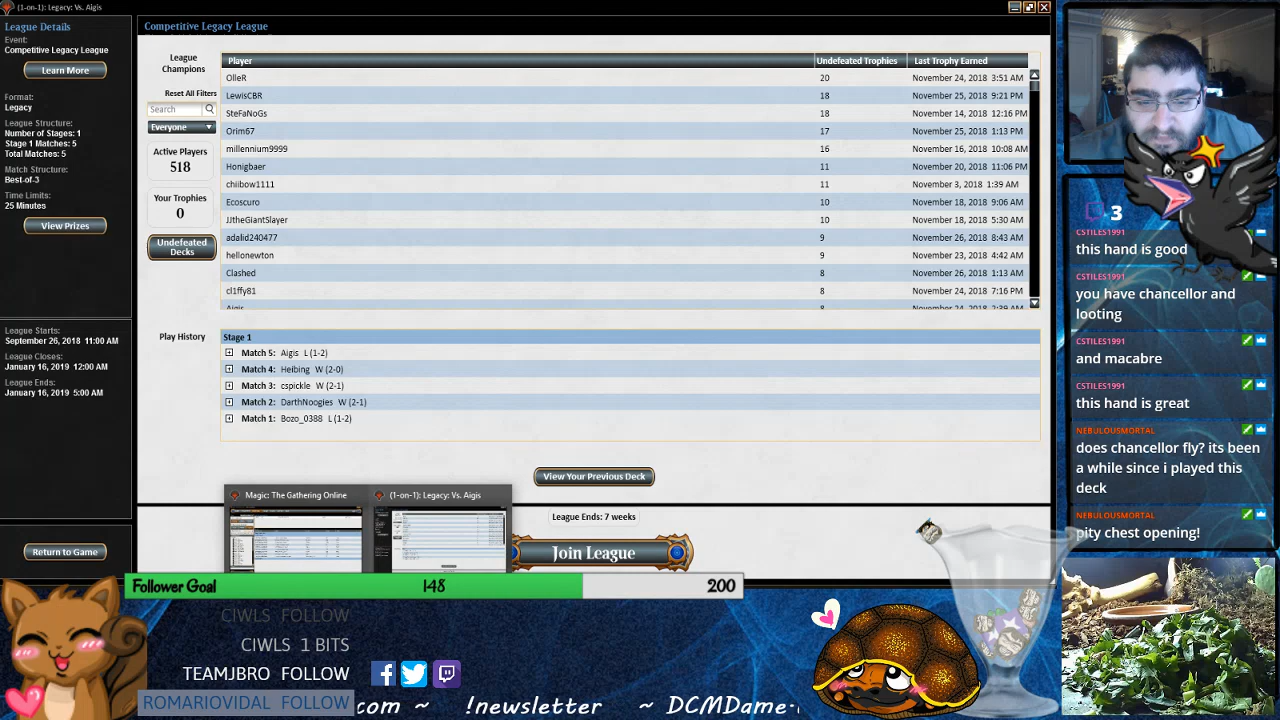 (1-on-1): Legacy: Vs. Aigis
League Details
Event:
Competitive Legacy League
Learn More
Format:
Legacy
League Structure:
Number of Stages: 1
Stage 1 Matches: 5
Total Matches: 5
Match Structure:
Best-of-3
Time Limits:
25 Minutes
View Prizes
League Starts:
September 26, 2018 11:00 AM
League Closes:
January 16, 2019 12:00 AM
League Ends:
January 16, 2019 5:00 AM
Return to Game
Competitive Legacy League
League
Champions
Reset All Filters
Search
Everyone
Active Players
518
Your Trophies
0
Undefeated
Decks
Player Undefeated Trophies Last Trophy Earned
OlleR 20 November 24, 2018 3:51 AM
LewisCBR 18 November 25, 2018 9:21 PM
SteFaNoGs 18 November 14, 2018 12:16 PM
Orim67 17 November 25, 2018 1:13 PM
millennium9999 16 November 16, 2018 10:08 AM
Honigbaer 11 November 20, 2018 11:06 PM
chiibow1111 11 November 3, 2018 1:39 AM
Ecoscuro 10 November 18, 2018 9:06 AM
JJtheGiantSlayer 10 November 18, 2018 5:30 AM
adalid240477 9 November 26, 2018 8:43 AM
hellonewton 9 November 23, 2018 4:42 AM
Clashed 8 November 26, 2018 1:13 AM
cl1ffy81 8 November 24, 2018 7:16 PM
Aigis 8 November 24, 2018 2:39 AM
Play History
Stage 1
Match 5: Aigis L (1-2)
Match 4: Heibing W (2-0)
Match 3: cspickle W (2-1)
Match 2: DarthNoogies W (2-1)
Match 1: Bozo_0388 L (1-2)
View Your Previous Deck
Magic: The Gathering Online
(1-on-1): Legacy: Vs. Aigis
League Ends: 7 weeks
Join League
Follower Goal 148 200
CIWLS FOLLOW
CIWLS 1 BITS
TEAMJBRO FOLLOW
ROMARIOVIDAL FOLLOW
.com ~ !newsletter ~ DCMDame-
3
CSTILES1991
this hand is good
CSTILES1991
you have chancellor and
looting
CSTILES1991
and macabre
CSTILES1991
this hand is great
NEBULOUSMORTAL
does chancellor fly? its been
a while since i played this
deck
NEBULOUSMORTAL
pity chest opening!